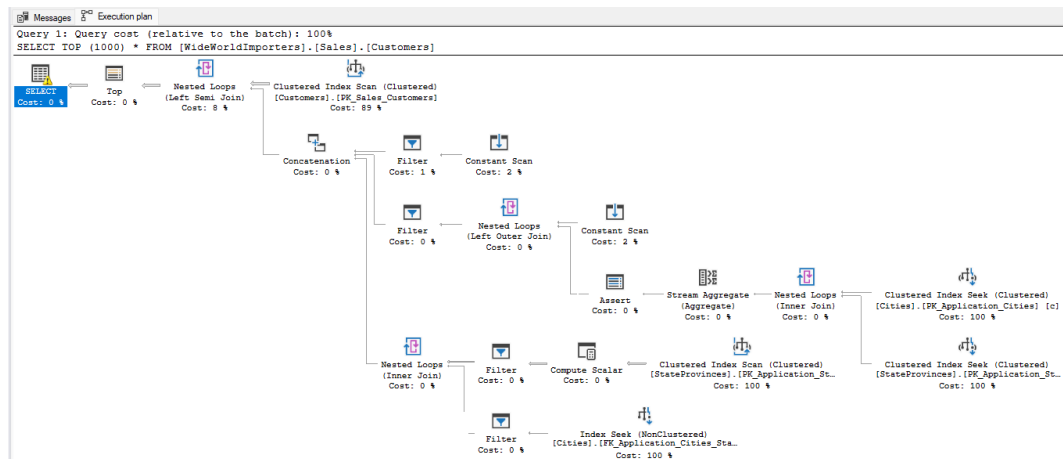 Messages
Execution plan
Query 1: Query cost (relative to the batch): 100%
SELECT TOP (1000) * FROM [WideWorldImporters].[Sales].[Customers]
SELECT
Cost: 0 %
Top
Cost: 0 %
Nested Loops
(Left Semi Join)
Cost: 8 %
Clustered Index Scan (Clustered)
[Customers].[PK_Sales_Customers]
Cost: 89 %
Concatenation
Cost: 0 %
Filter
Cost: 1 %
Constant Scan
Cost: 2 %
Filter
Cost: 0 %
Nested Loops
(Left Outer Join)
Cost: 0 %
Constant Scan
Cost: 2 %
Assert
Cost: 0 %
Stream Aggregate
(Aggregate)
Cost: 0 %
Nested Loops
(Inner Join)
Cost: 0 %
Clustered Index Seek (Clustered)
[Cities].[PK_Application_Cities] [c]
Cost: 100 %
Nested Loops
(Inner Join)
Cost: 0 %
Filter
Cost: 0 %
Compute Scalar
Cost: 0 %
Clustered Index Scan (Clustered)
[StateProvinces].[PK_Application_St…
Cost: 100 %
Clustered Index Seek (Clustered)
[StateProvinces].[PK_Application_St…
Cost: 100 %
Filter
Cost: 0 %
Index Seek (NonClustered)
[Cities].[FK_Application_Cities_Sta…
Cost: 100 %